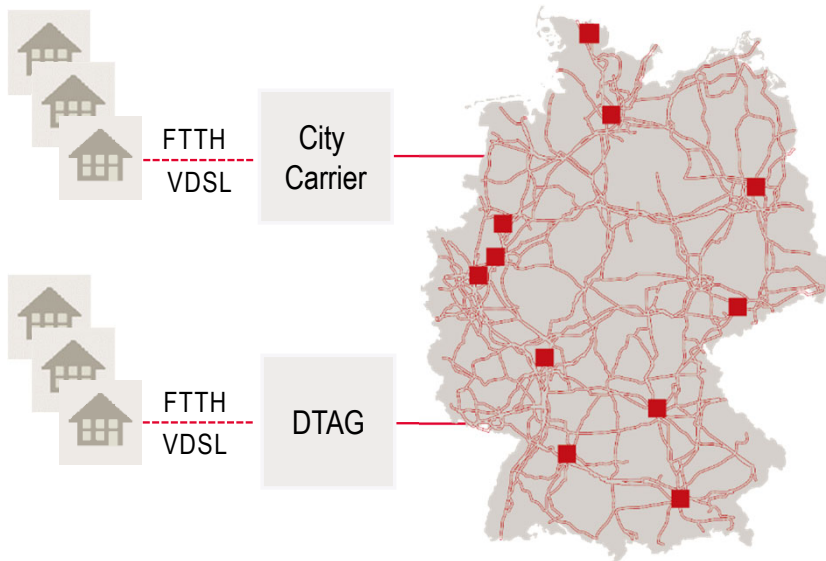 FTTH
VDSL
City
Carrier
FTTH
VDSL
DTAG